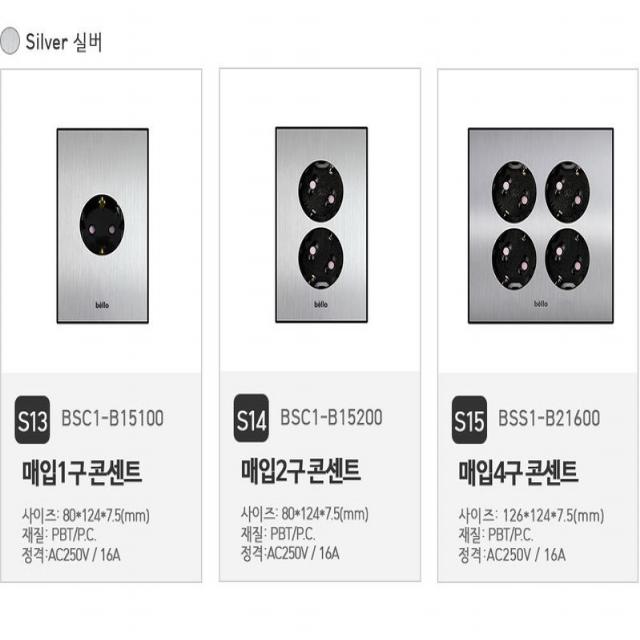 Silver 실버
bello
bello
bello
S13 BSC1-B15100
매입1구 콘센트
사이즈: 80*124*7.5(mm)
재질: PBT/P.C.
정격:AC250V / 16A
S14 BSC1-B15200
매입2구 콘센트
사이즈: 80*124*7.5(mm)
재질: PBT/P.C.
정격:AC250V / 16A
S15 BSS1-B21600
매입4구 콘센트
사이즈: 126*124*7.5(mm)
재질: PBT/P.C.
정격:AC250V / 16A